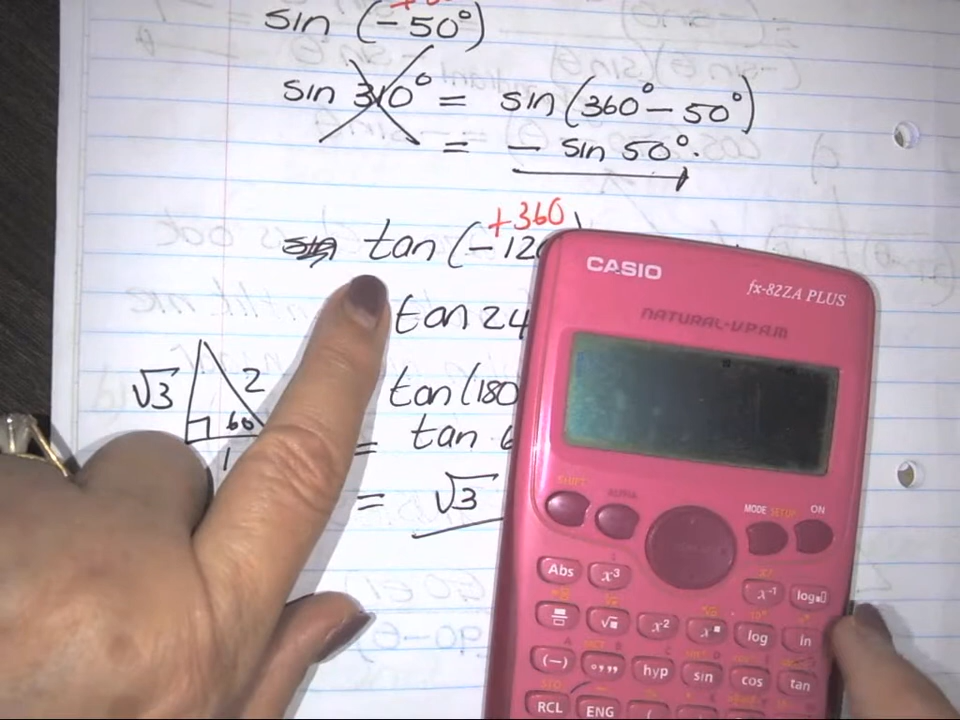 sin (-50°)
sin 310° = sin(360° - 50°)
= - sin 50°.
+360
tan (-120
tan 24
√3 2 60 1
tan(180
= tan 6
= √3
CASIO
fx-82ZA PLUS
NATURAL-V.P.A.M.
SHIFT ALPHA MODE SETUP ON
Abs x³ x⁻¹ log
√ x² log ln
(−) °,,, hyp sin cos tan
RCL ENG (